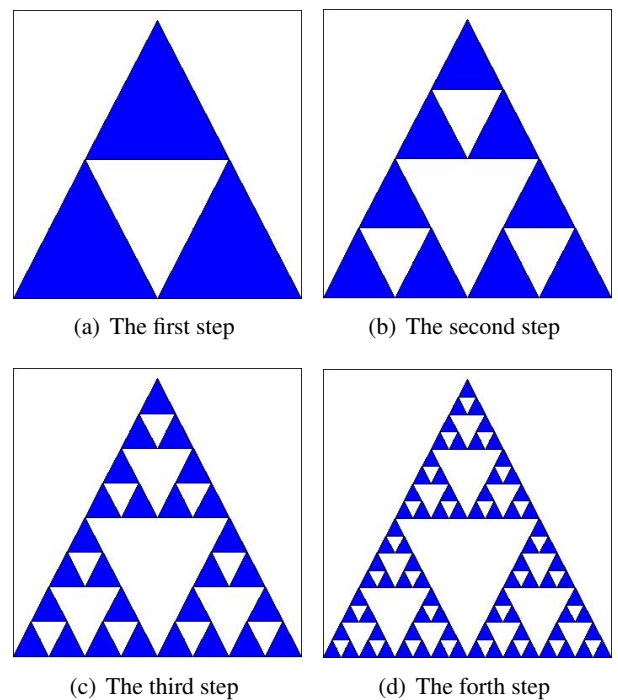 (a) The first step
(b) The second step
(c) The third step
(d) The forth step